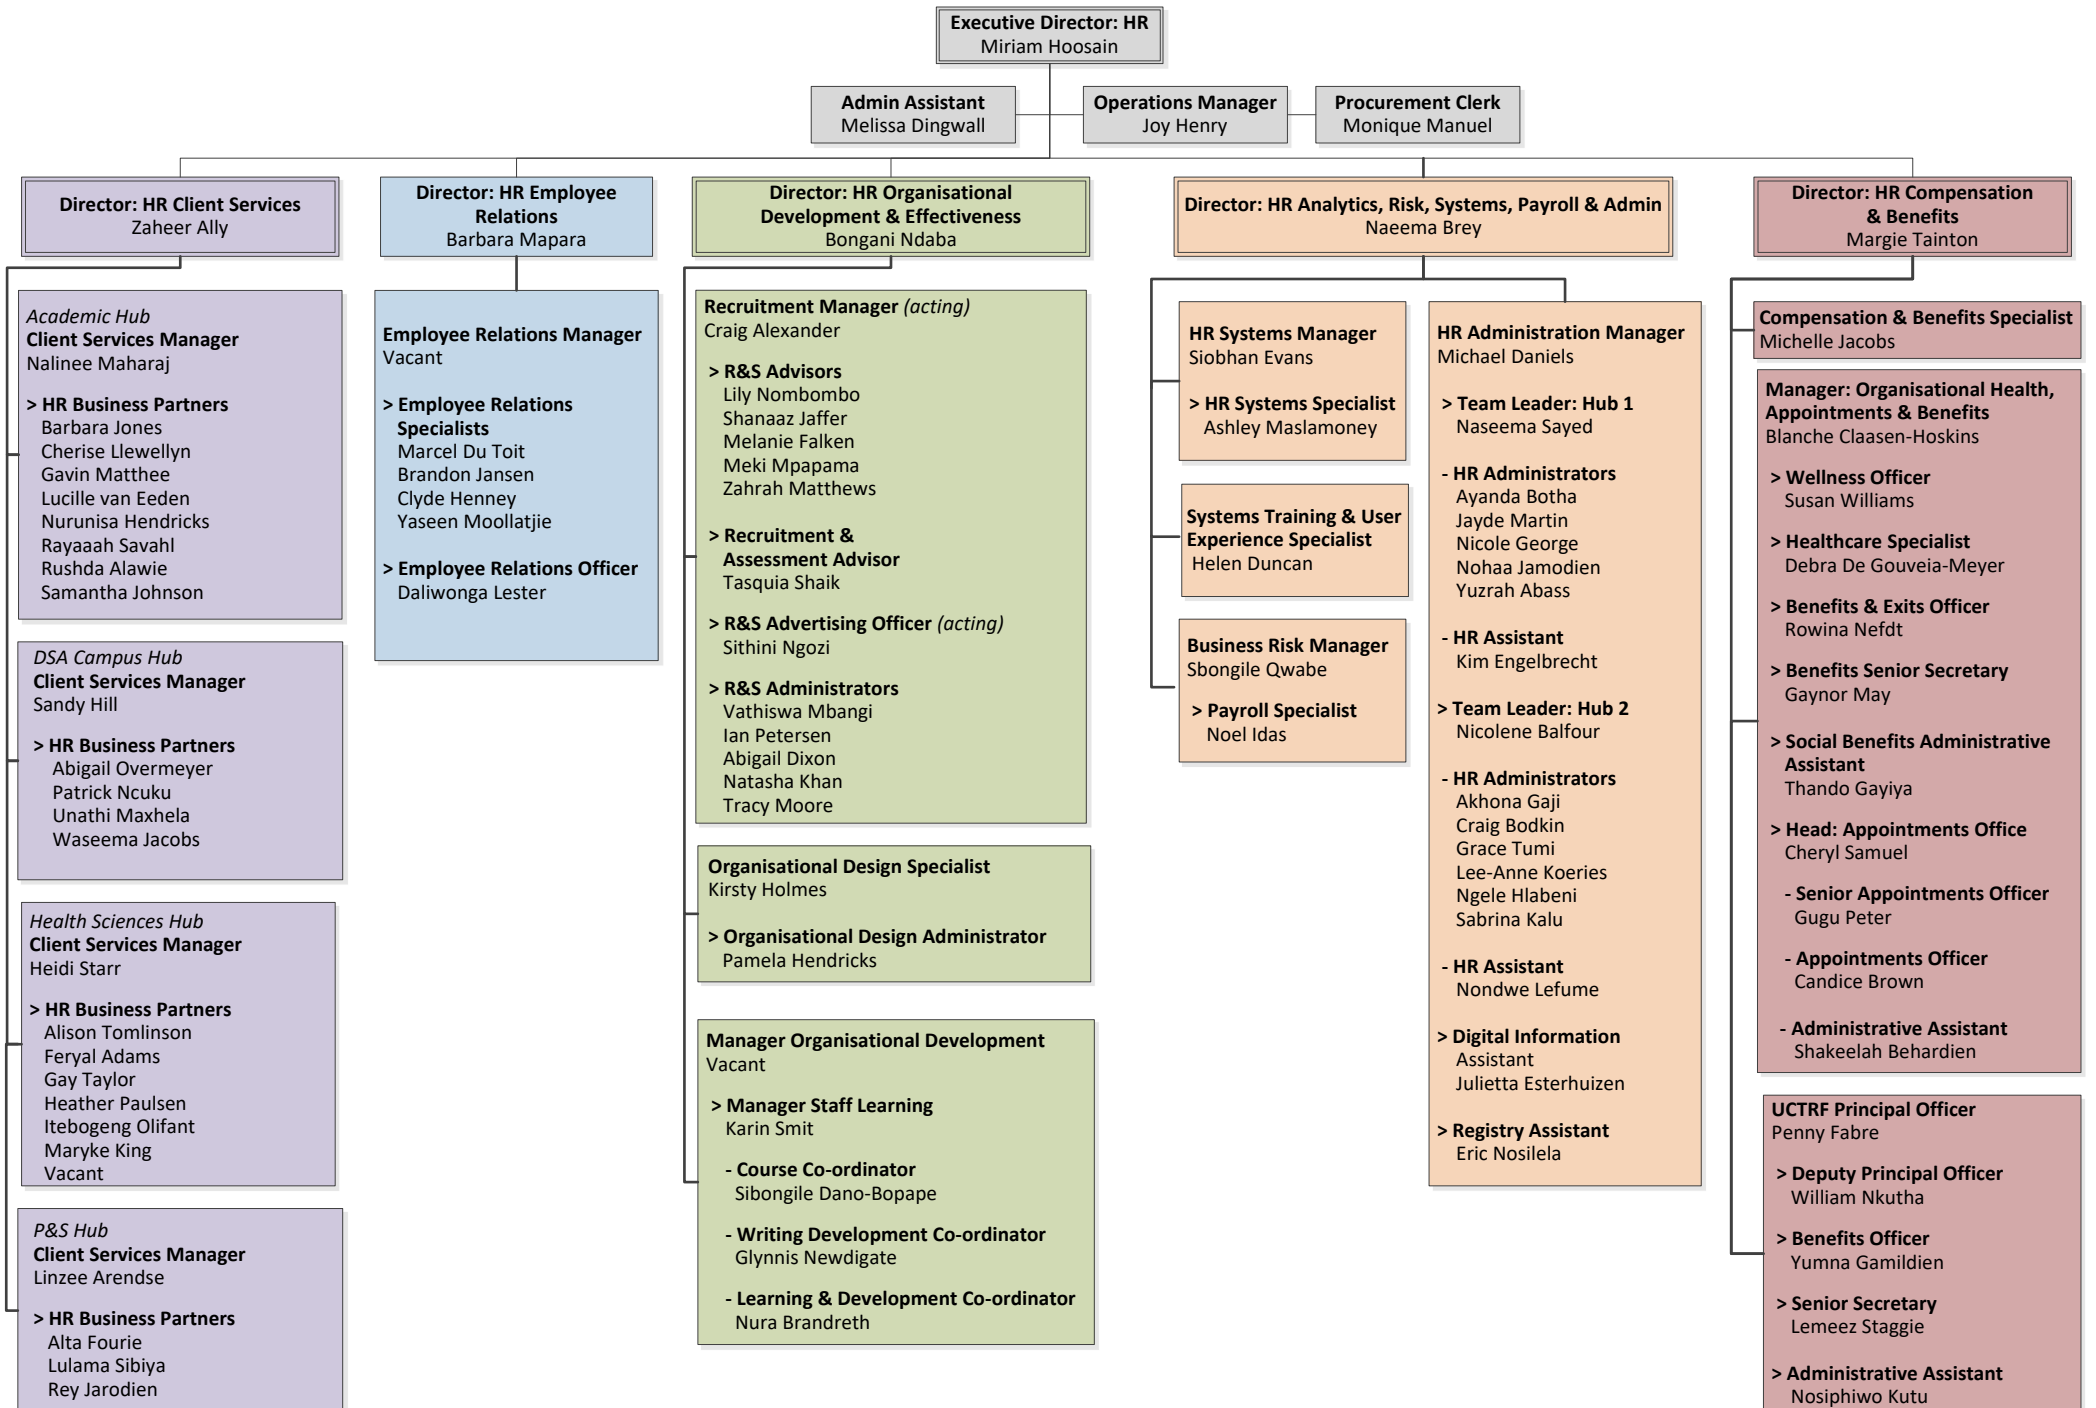 Executive Director: HR
Miriam Hoosain
Admin Assistant
Melissa Dingwall
Operations Manager
Joy Henry
Procurement Clerk
Monique Manuel
Director: HR Client Services
Zaheer Ally
Academic Hub
Client Services Manager
Nalinee Maharaj
> HR Business Partners
Barbara Jones
Cherise Llewellyn
Gavin Matthee
Lucille van Eeden
Nurunisa Hendricks
Rayaaah Savahl
Rushda Alawie
Samantha Johnson
DSA Campus Hub
Client Services Manager
Sandy Hill
> HR Business Partners
Abigail Overmeyer
Patrick Ncuku
Unathi Maxhela
Waseema Jacobs
Health Sciences Hub
Client Services Manager
Heidi Starr
> HR Business Partners
Alison Tomlinson
Feryal Adams
Gay Taylor
Heather Paulsen
Itebogeng Olifant
Maryke King
Vacant
P&S Hub
Client Services Manager
Linzee Arendse
> HR Business Partners
Alta Fourie
Lulama Sibiya
Rey Jarodien
Director: HR Employee
Relations
Barbara Mapara
Employee Relations Manager
Vacant
> Employee Relations
Specialists
Marcel Du Toit
Brandon Jansen
Clyde Henney
Yaseen Moollatjie
> Employee Relations Officer
Daliwonga Lester
Director: HR Organisational
Development & Effectiveness
Bongani Ndaba
Recruitment Manager (acting)
Craig Alexander
> R&S Advisors
Lily Nombombo
Shanaaz Jaffer
Melanie Falken
Meki Mpapama
Zahrah Matthews
> Recruitment &
Assessment Advisor
Tasquia Shaik
> R&S Advertising Officer (acting)
Sithini Ngozi
> R&S Administrators
Vathiswa Mbangi
Ian Petersen
Abigail Dixon
Natasha Khan
Tracy Moore
Organisational Design Specialist
Kirsty Holmes
> Organisational Design Administrator
Pamela Hendricks
Manager Organisational Development
Vacant
> Manager Staff Learning
Karin Smit
- Course Co-ordinator
Sibongile Dano-Bopape
- Writing Development Co-ordinator
Glynnis Newdigate
- Learning & Development Co-ordinator
Nura Brandreth
Director: HR Analytics, Risk, Systems, Payroll & Admin
Naeema Brey
HR Systems Manager
Siobhan Evans
> HR Systems Specialist
Ashley Maslamoney
Systems Training & User
Experience Specialist
Helen Duncan
Business Risk Manager
Sbongile Qwabe
> Payroll Specialist
Noel Idas
HR Administration Manager
Michael Daniels
> Team Leader: Hub 1
Naseema Sayed
- HR Administrators
Ayanda Botha
Jayde Martin
Nicole George
Nohaa Jamodien
Yuzrah Abass
- HR Assistant
Kim Engelbrecht
> Team Leader: Hub 2
Nicolene Balfour
- HR Administrators
Akhona Gaji
Craig Bodkin
Grace Tumi
Lee-Anne Koeries
Ngele Hlabeni
Sabrina Kalu
- HR Assistant
Nondwe Lefume
> Digital Information
Assistant
Julietta Esterhuizen
> Registry Assistant
Eric Nosilela
Director: HR Compensation
& Benefits
Margie Tainton
Compensation & Benefits Specialist
Michelle Jacobs
Manager: Organisational Health,
Appointments & Benefits
Blanche Claasen-Hoskins
> Wellness Officer
Susan Williams
> Healthcare Specialist
Debra De Gouveia-Meyer
> Benefits & Exits Officer
Rowina Nefdt
> Benefits Senior Secretary
Gaynor May
> Social Benefits Administrative
Assistant
Thando Gayiya
> Head: Appointments Office
Cheryl Samuel
- Senior Appointments Officer
Gugu Peter
- Appointments Officer
Candice Brown
- Administrative Assistant
Shakeelah Behardien
UCTRF Principal Officer
Penny Fabre
> Deputy Principal Officer
William Nkutha
> Benefits Officer
Yumna Gamildien
> Senior Secretary
Lemeez Staggie
> Administrative Assistant
Nosiphiwo Kutu